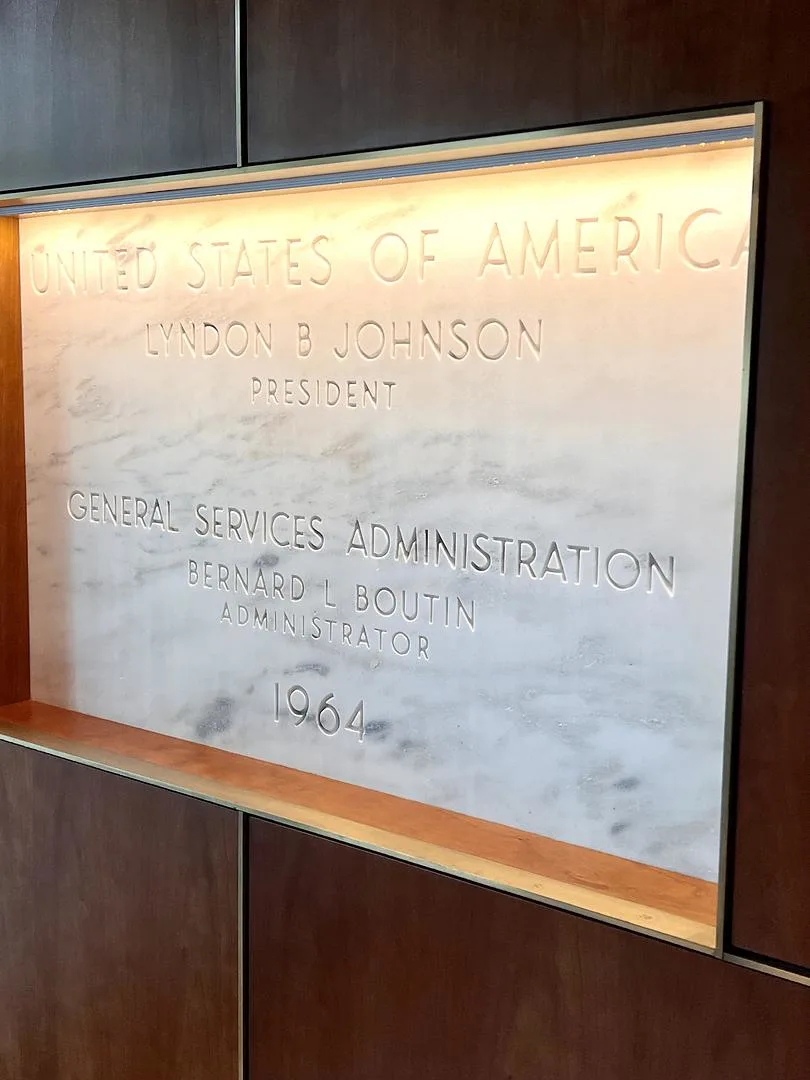 UNITED STATES OF AMERICA
LYNDON B JOHNSON
PRESIDENT
GENERAL SERVICES ADMINISTRATION
BERNARD L BOUTIN
ADMINISTRATOR
1964